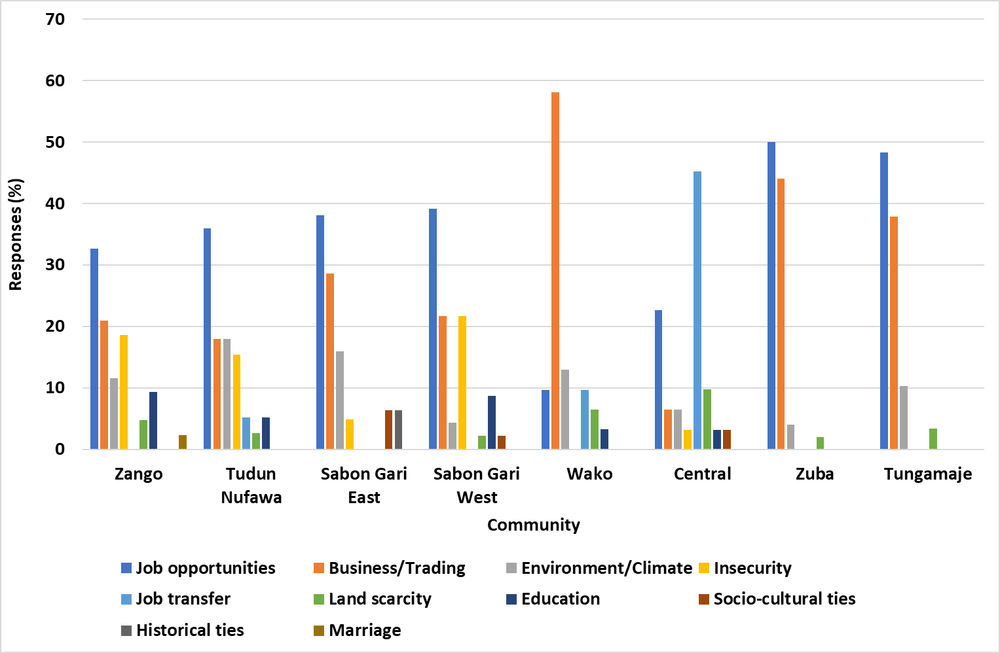 70
60
50
40
30
20
10
0
Responses (%)
Zango
Tudun Nufawa
Sabon Gari East
Sabon Gari West
Wako
Central
Zuba
Tungamaje
Community
Job opportunities Business/Trading Environment/Climate Insecurity
Job transfer Land scarcity Education Socio-cultural ties
Historical ties Marriage